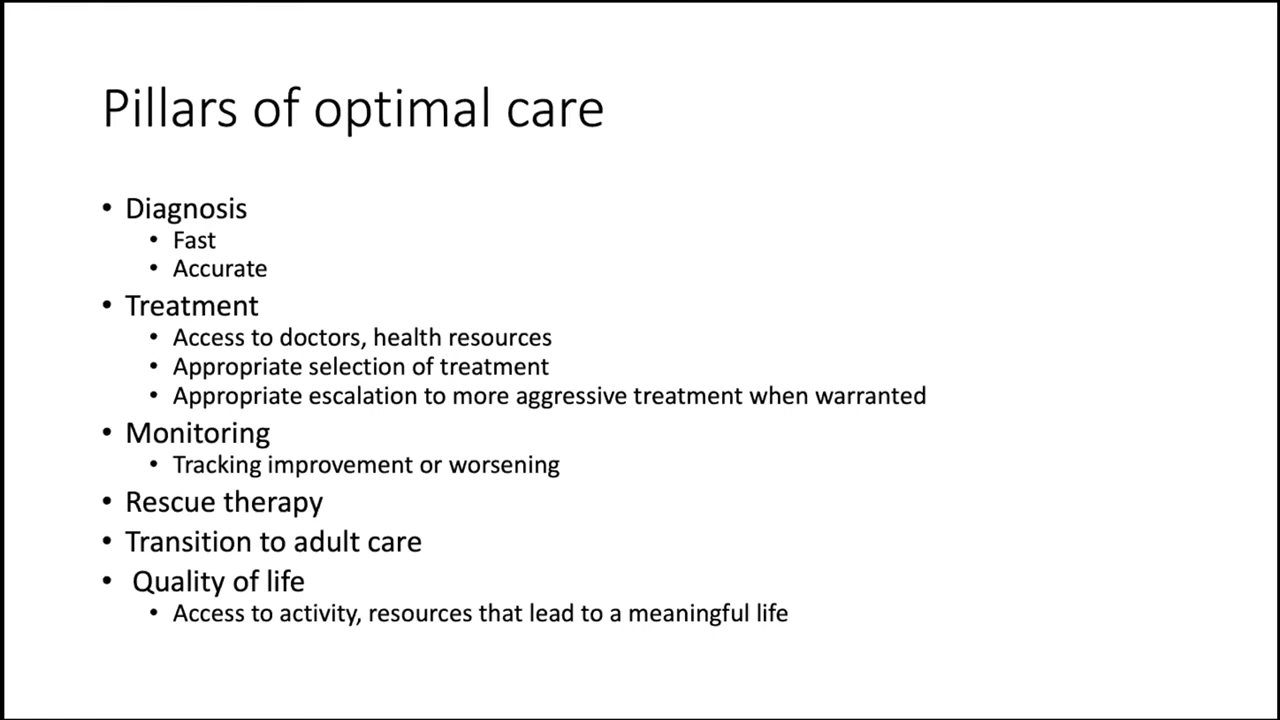 Pillars of optimal care
• Diagnosis
• Fast
• Accurate
• Treatment
• Access to doctors, health resources
• Appropriate selection of treatment
• Appropriate escalation to more aggressive treatment when warranted
• Monitoring
• Tracking improvement or worsening
• Rescue therapy
• Transition to adult care
• Quality of life
• Access to activity, resources that lead to a meaningful life